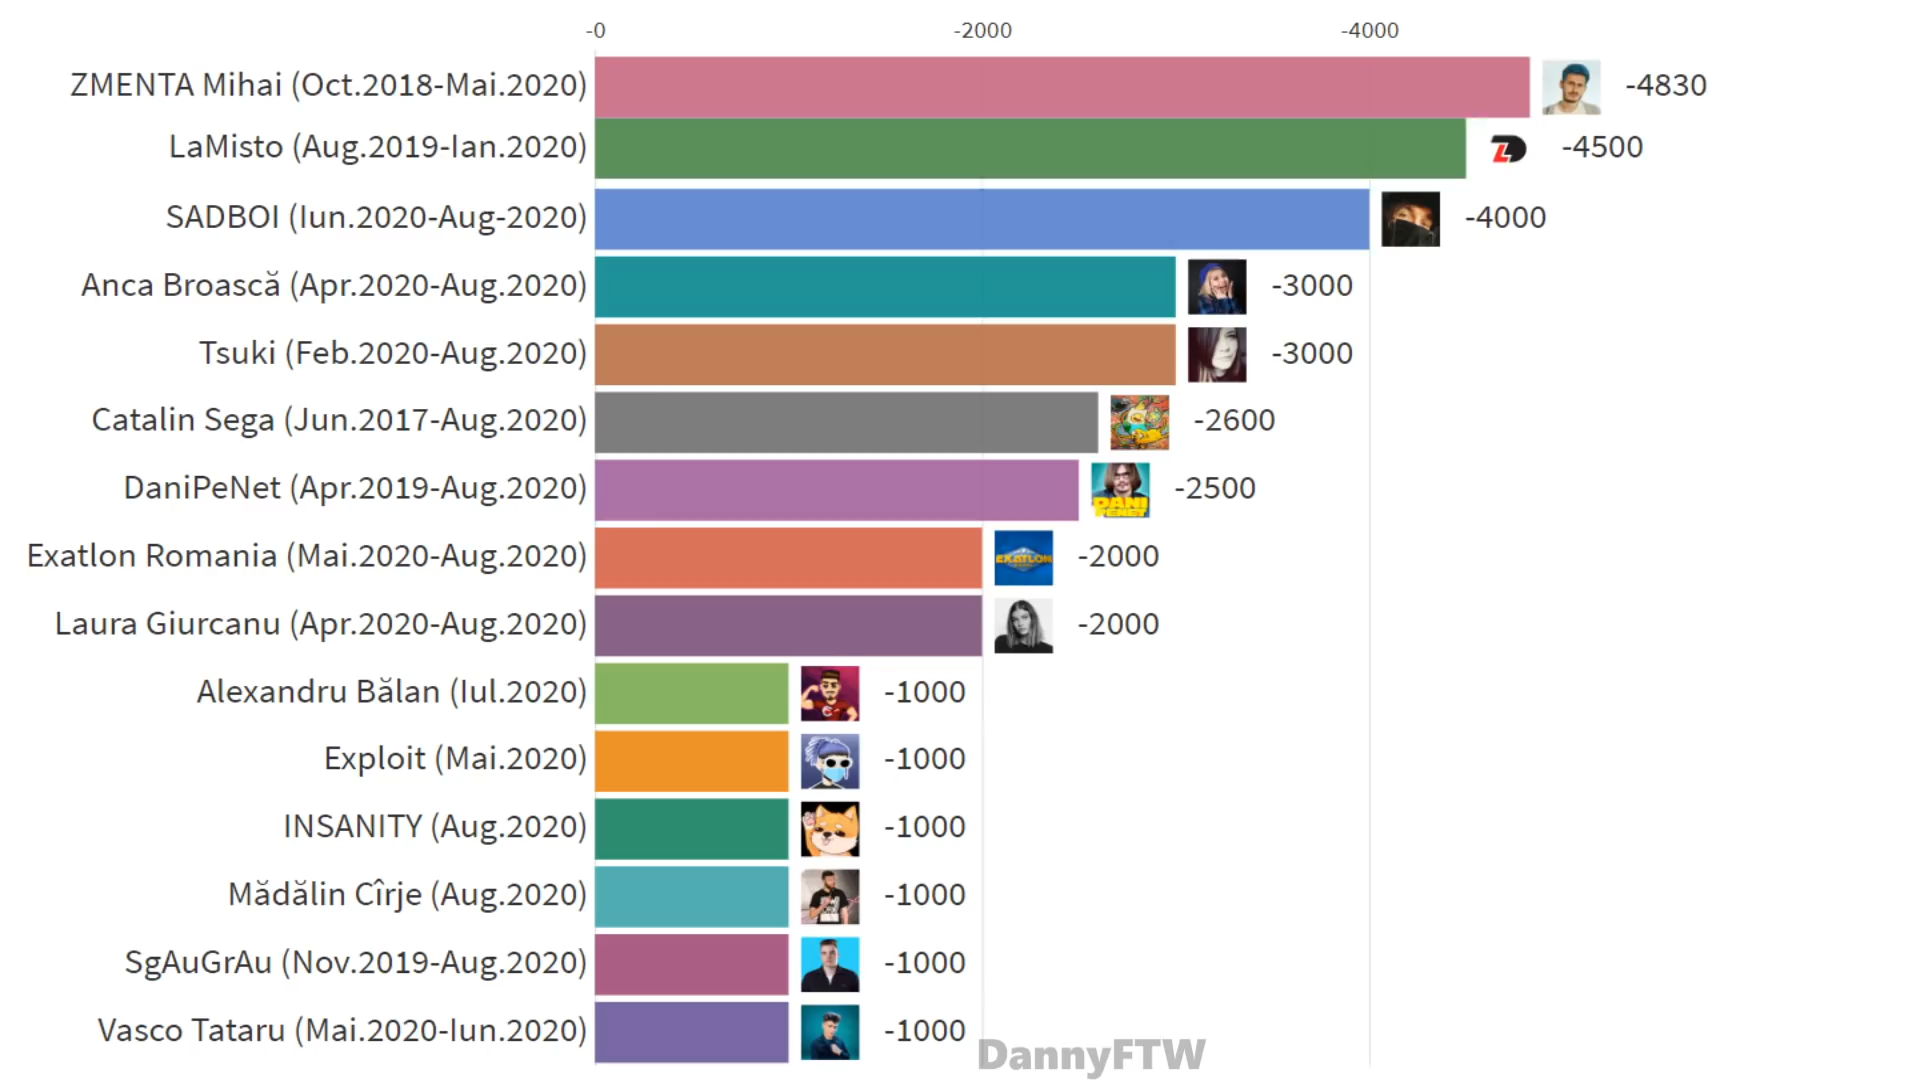 -0 -2000 -4000
ZMENTA Mihai (Oct.2018-Mai.2020) -4830
LaMisto (Aug.2019-Ian.2020) -4500
SADBOI (Iun.2020-Aug-2020) -4000
Anca Broască (Apr.2020-Aug.2020) -3000
Tsuki (Feb.2020-Aug.2020) -3000
Catalin Sega (Jun.2017-Aug.2020) -2600
DaniPeNet (Apr.2019-Aug.2020) DANI PENET -2500
Exatlon Romania (Mai.2020-Aug.2020) EXATLON -2000
Laura Giurcanu (Apr.2020-Aug.2020) -2000
Alexandru Bălan (Iul.2020) -1000
Exploit (Mai.2020) -1000
INSANITY (Aug.2020) -1000
Mădălin Cîrje (Aug.2020) -1000
SgAuGrAu (Nov.2019-Aug.2020) -1000
Vasco Tataru (Mai.2020-Iun.2020) -1000
DannyFTW